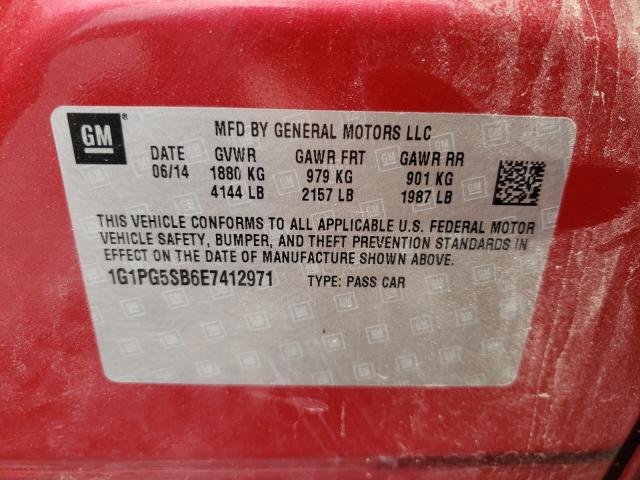 GM
MFD BY GENERAL MOTORS LLC
DATE GVWR GAWR FRT GAWR RR
06/14 1880 KG 979 KG 901 KG
4144 LB 2157 LB 1987 LB
THIS VEHICLE CONFORMS TO ALL APPLICABLE U.S. FEDERAL MOTOR
VEHICLE SAFETY, BUMPER, AND THEFT PREVENTION STANDARDS IN
EFFECT ON THE DATE OF MANUFACTURE SHOWN ABOVE.
1G1PG5SB6E7412971 TYPE: PASS CAR